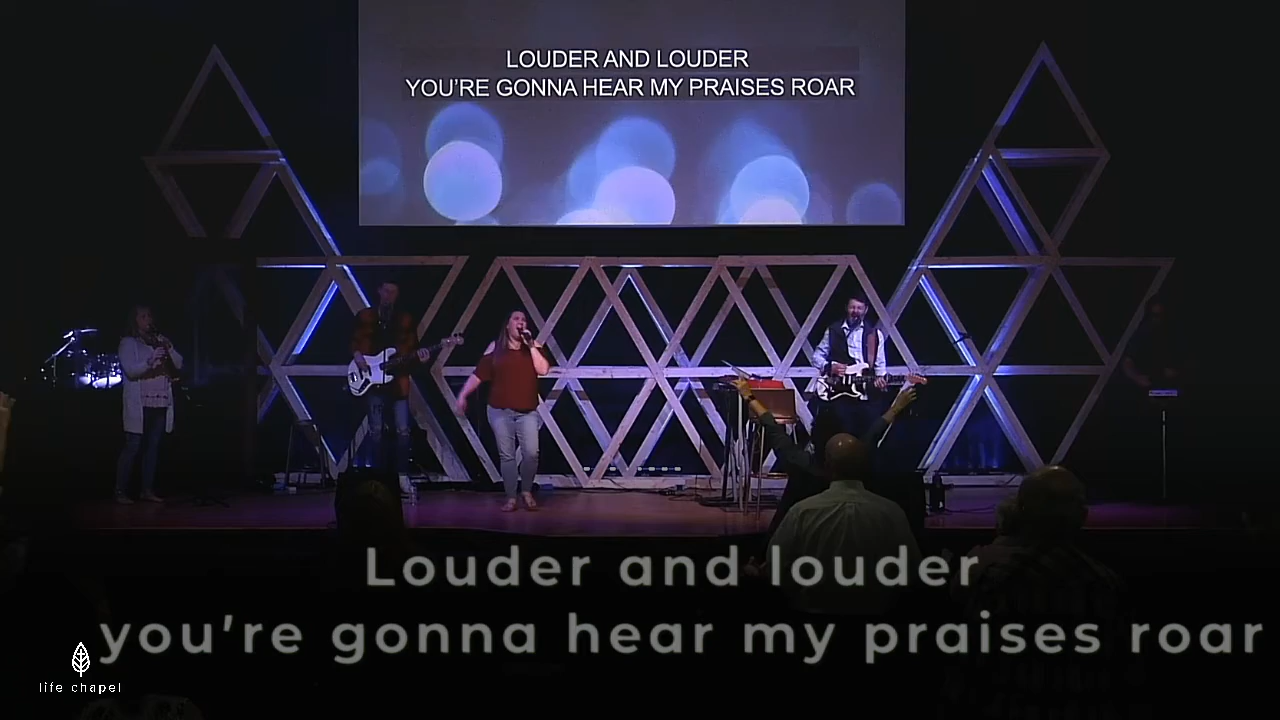 LOUDER AND LOUDER
YOU'RE GONNA HEAR MY PRAISES ROAR
Louder and louder
you're gonna hear my praises roar
life chapel